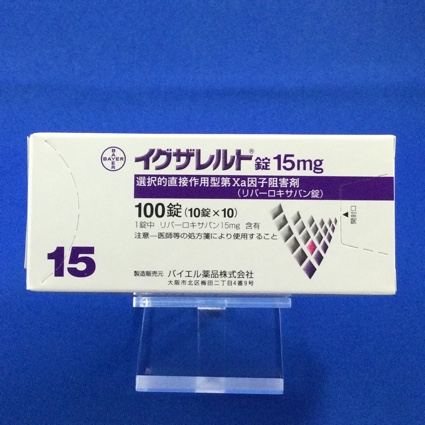 BAYER
BAYER
イグザレルト®錠15mg
選択的直接作用型第Xa因子阻害剤
(リバーロキサバン錠)
100錠(10錠×10)
1錠中 リバーロキサバン15mg 含有
注意—医師等の処方箋により使用すること
開封口
15
製造販売元 バイエル薬品株式会社
大阪市北区梅田二丁目4番9号